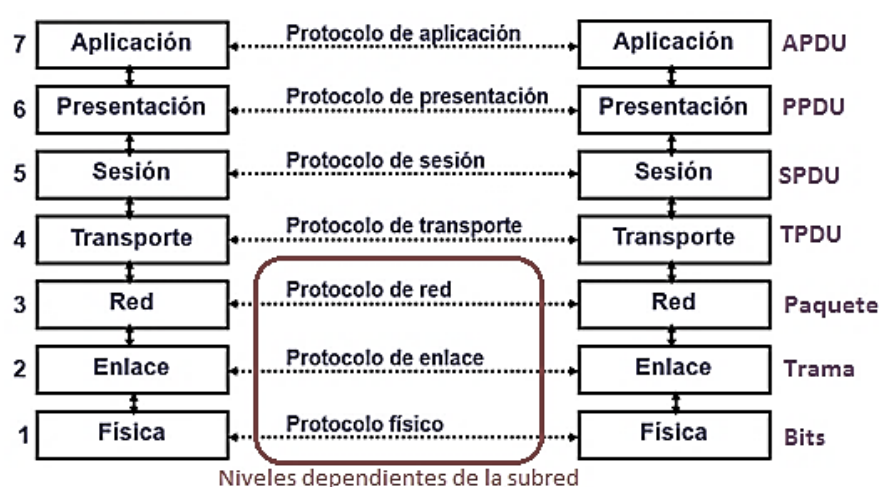 7 Aplicación Protocolo de aplicación Aplicación APDU
6 Presentación Protocolo de presentación Presentación PPDU
5 Sesión Protocolo de sesión Sesión SPDU
4 Transporte Protocolo de transporte Transporte TPDU
3 Red Protocolo de red Red Paquete
2 Enlace Protocolo de enlace Enlace Trama
1 Física Protocolo físico Física Bits
Niveles dependientes de la subred